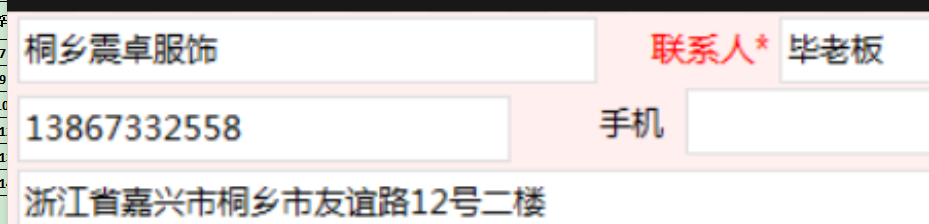 桐乡震卓服饰 联系人* 毕老板
13867332558 手机
浙江省嘉兴市桐乡市友谊路12号二楼